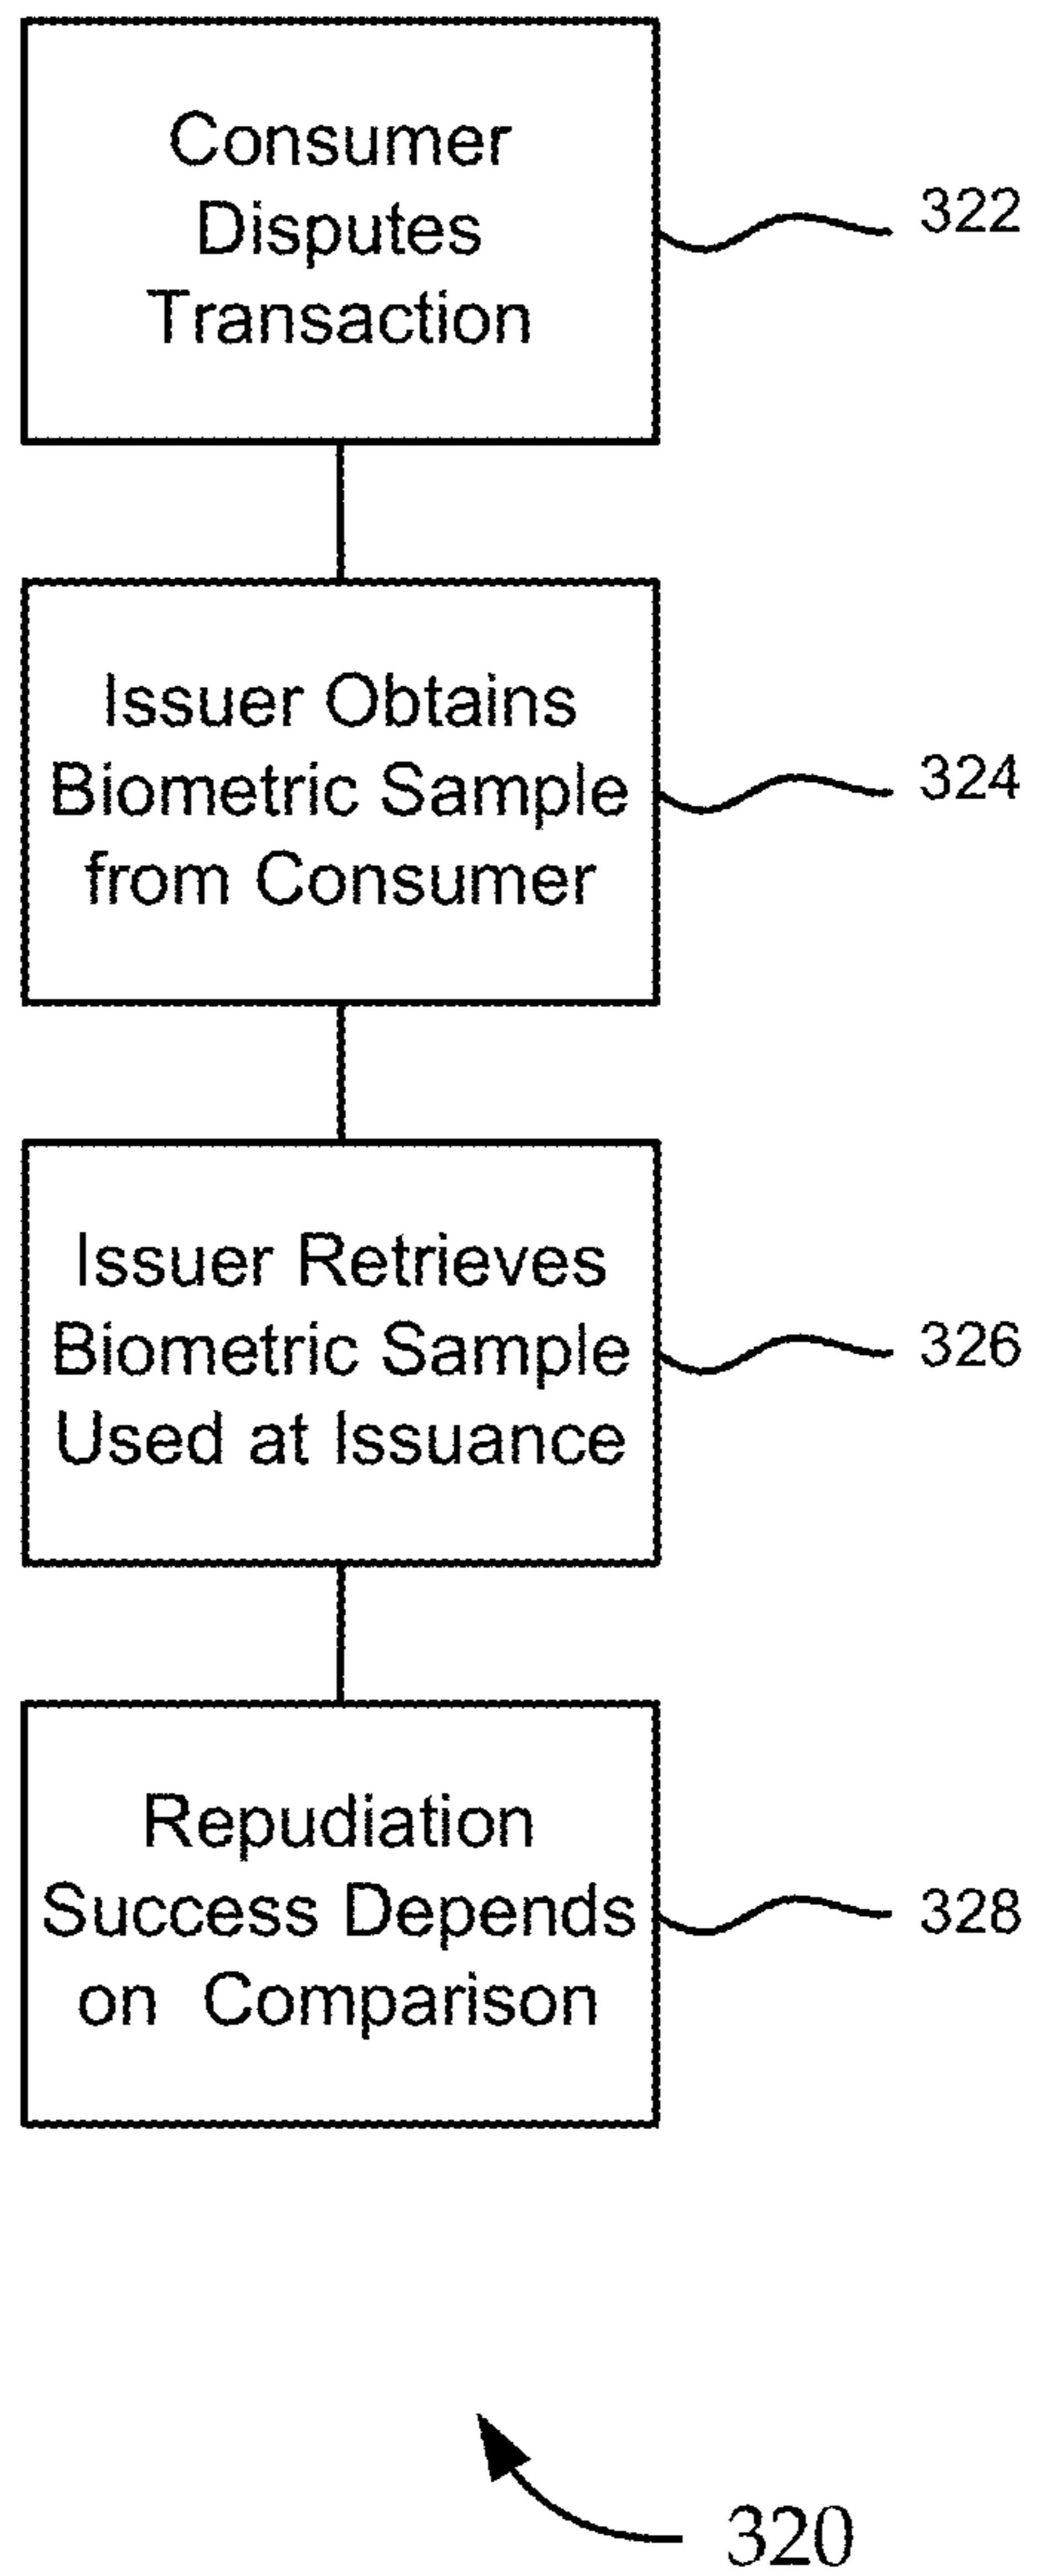 Consumer
Disputes
Transaction
322
Issuer Obtains
Biometric Sample
from Consumer
324
Issuer Retrieves
Biometric Sample
Used at Issuance
326
Repudiation
Success Depends
on Comparison
328
320